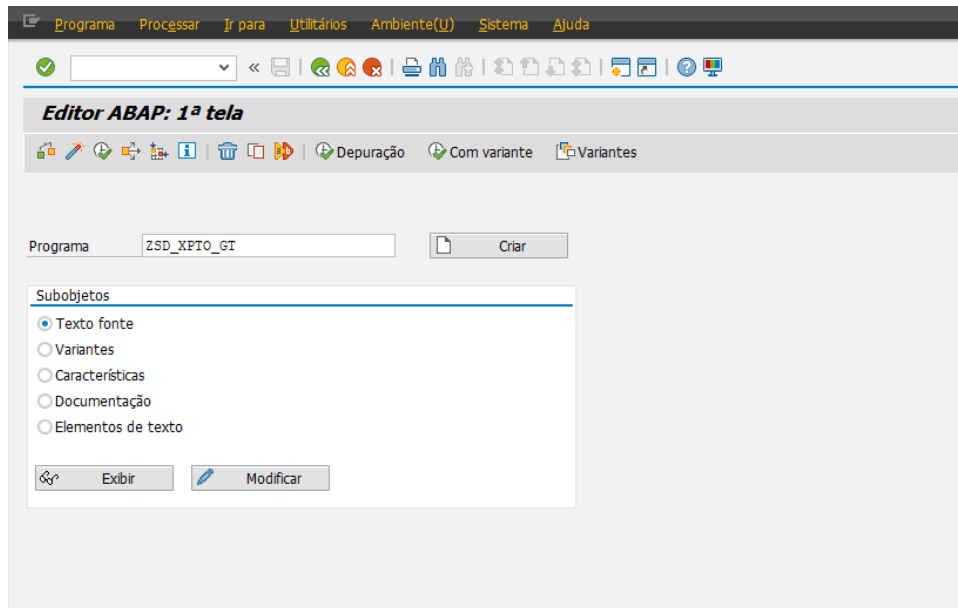 Programa Processar Ir para Utilitários Ambiente(U) Sistema Ajuda
Editor ABAP: 1ª tela
Depuração Com variante Variantes
Programa ZSD_XPTO_GT Criar
Subobjetos
Texto fonte
Variantes
Características
Documentação
Elementos de texto
Exibir Modificar